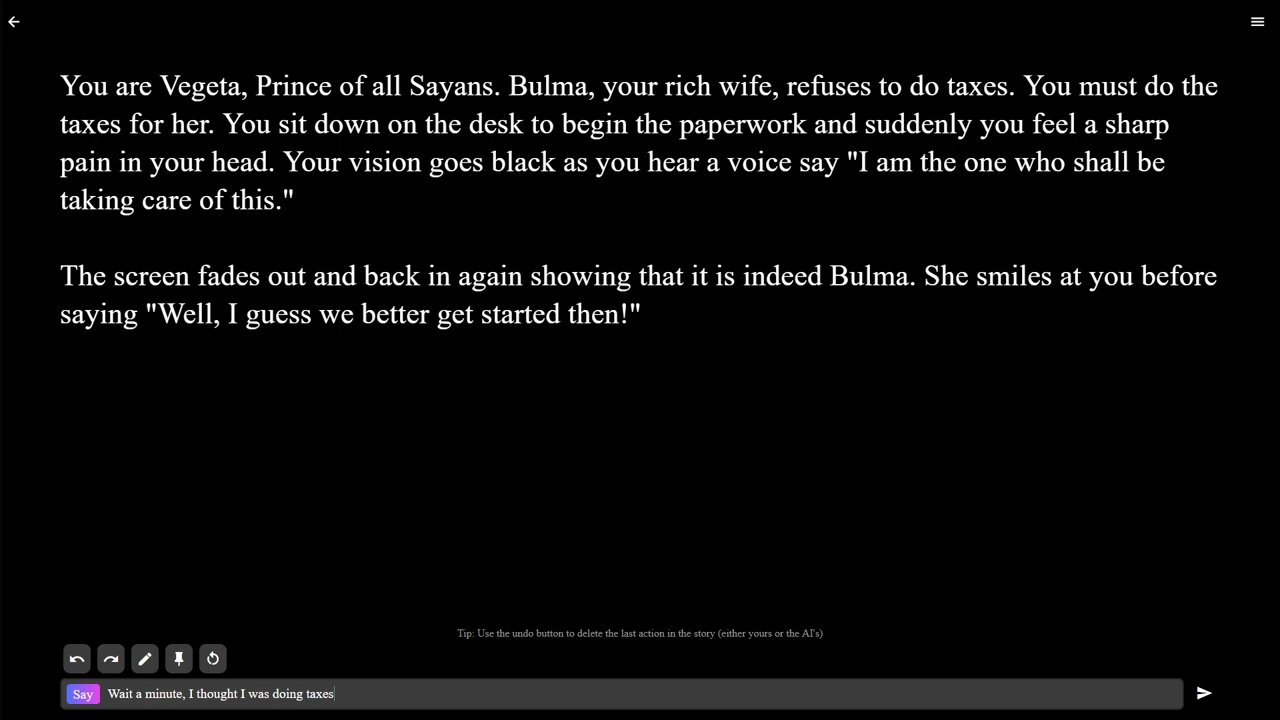 You are Vegeta, Prince of all Sayans. Bulma, your rich wife, refuses to do taxes. You must do the
taxes for her. You sit down on the desk to begin the paperwork and suddenly you feel a sharp
pain in your head. Your vision goes black as you hear a voice say "I am the one who shall be
taking care of this."
The screen fades out and back in again showing that it is indeed Bulma. She smiles at you before
saying "Well, I guess we better get started then!"
Tip: Use the undo button to delete the last action in the story (either yours or the AI's)
Say Wait a minute, I thought I was doing taxes